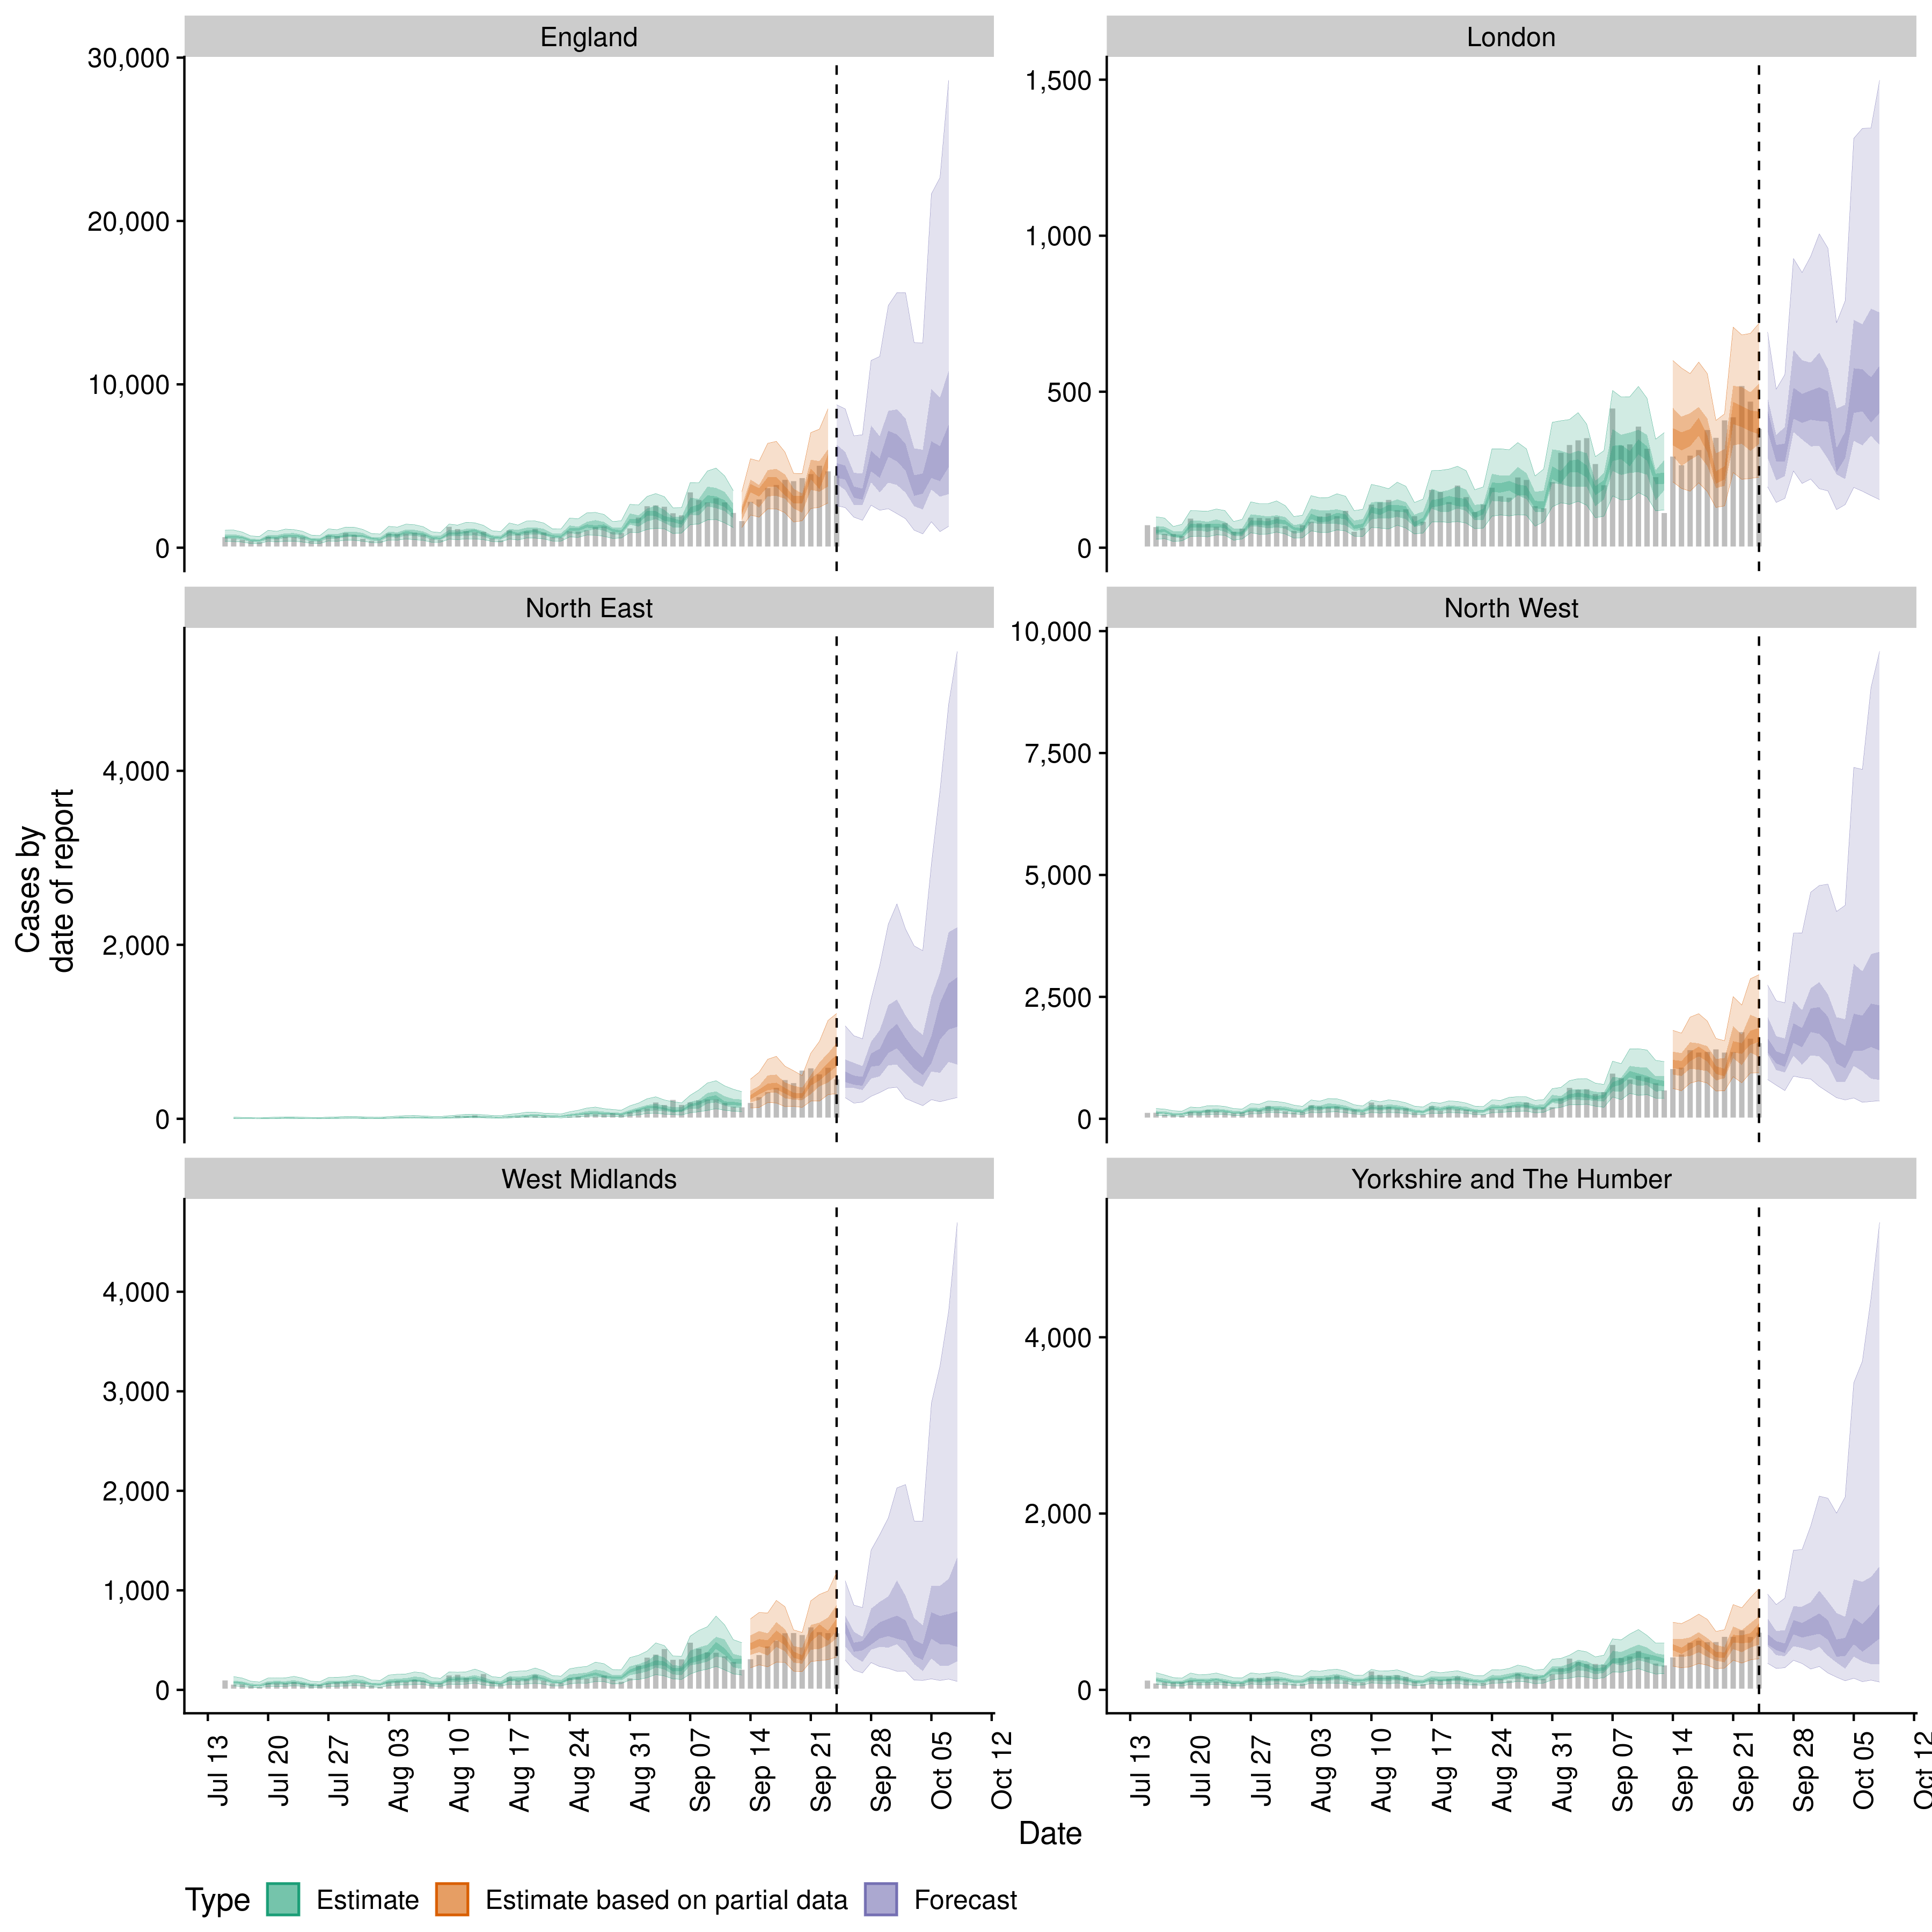 England
London
30,000
20,000
10,000
0
1,500
1,000
500
0
North East
North West
4,000
2,000
0
10,000
7,500
5,000
2,500
0
Cases by
date of report
West Midlands
Yorkshire and The Humber
4,000
3,000
2,000
1,000
0
4,000
2,000
0
Jul 13 Jul 20 Jul 27 Aug 03 Aug 10 Aug 17 Aug 24 Aug 31 Sep 07 Sep 14 Sep 21 Sep 28 Oct 05 Oct 12
Jul 13 Jul 20 Jul 27 Aug 03 Aug 10 Aug 17 Aug 24 Aug 31 Sep 07 Sep 14 Sep 21 Sep 28 Oct 05 Oct 12
Date
Type Estimate Estimate based on partial data Forecast